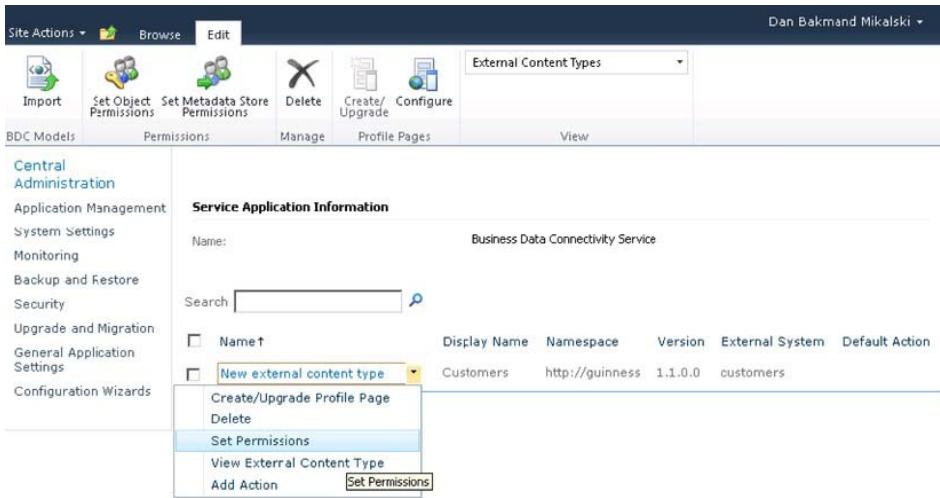 Dan Bakmand Mikalski
Site Actions Browse Edit
External Content Types
Import Set Object Permissions Set Metadata Store Permissions Delete Create/ Upgrade Configure
BDC Models Permissions Manage Profile Pages View
Central Administration
Application Management
System Settings
Monitoring
Backup and Restore
Security
Upgrade and Migration
General Application Settings
Configuration Wizards
Service Application Information
Name: Business Data Connectivity Service
Search
Name Display Name Namespace Version External System Default Action
New external content type Customers http://guinness 1.1.0.0 customers
Create/Upgrade Profile Page
Delete
Set Permissions
View External Content Type
Add Action
Set Permissions